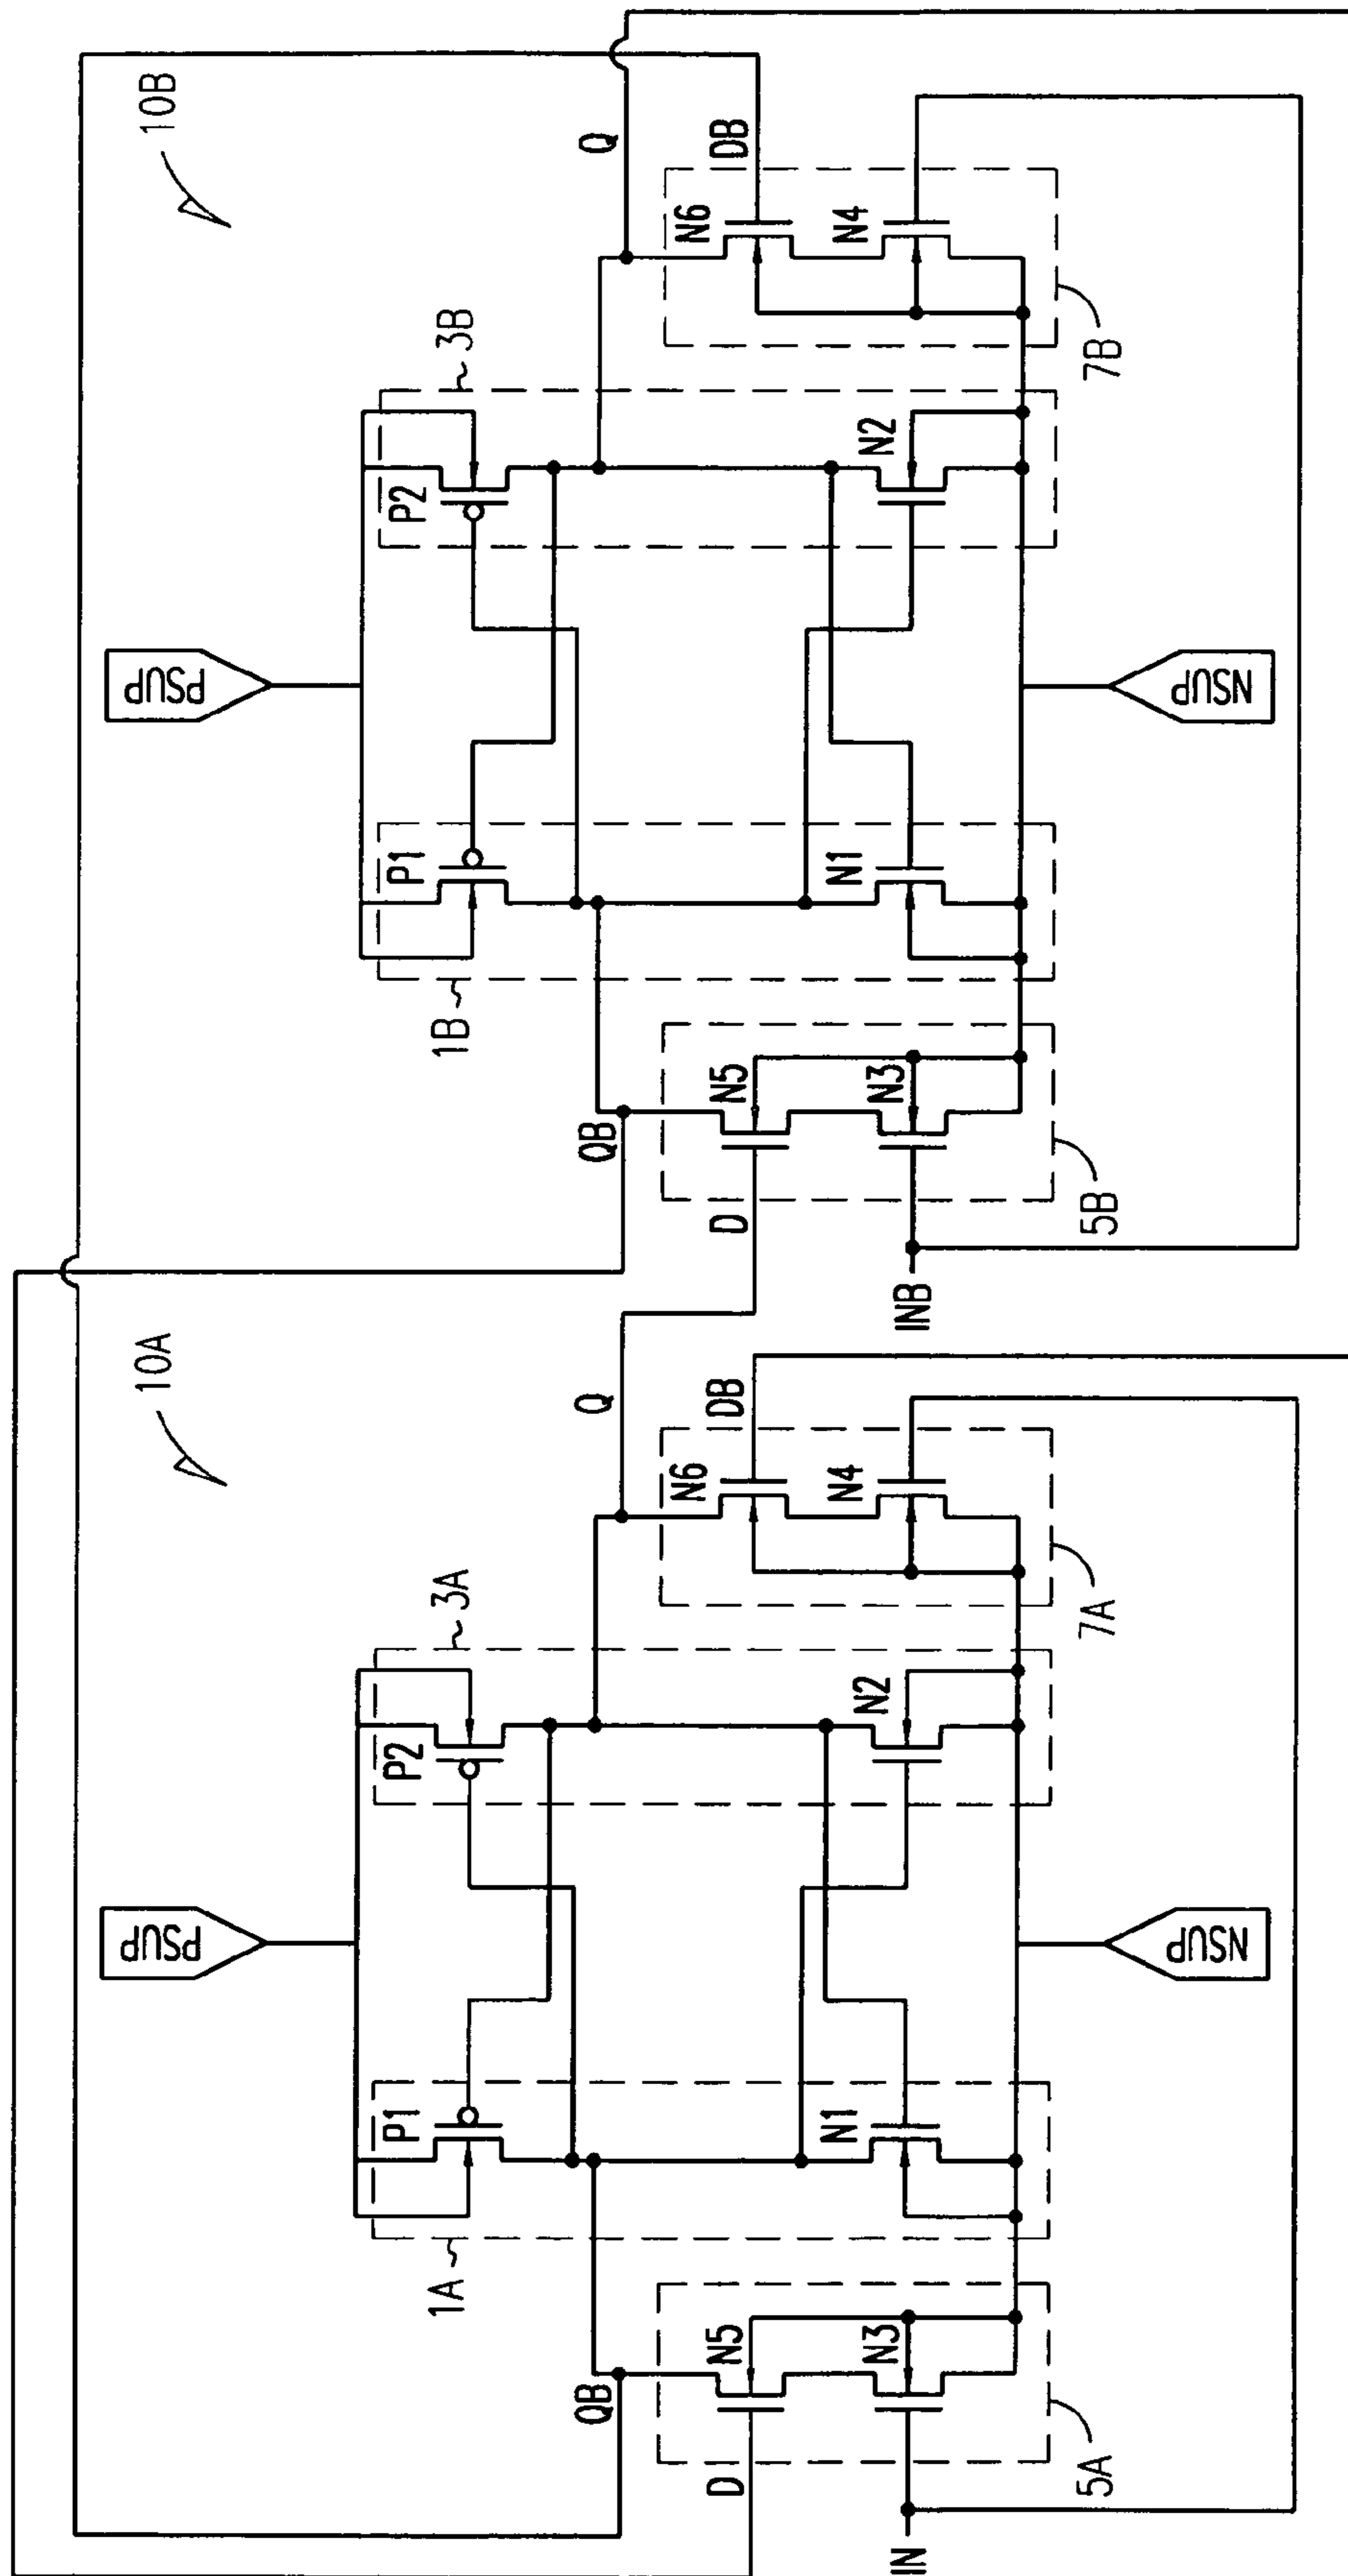 10A
10B
PSUP
PSUP
1A
P1
P2
3A
1B
P1
P2
3B
QB
Q
QB
Q
D
N5
N6
DB
D
N5
N6
DB
IN
N3
N1
N2
N4
INB
N3
N1
N2
N4
5A
7A
5B
7B
NSUP
NSUP